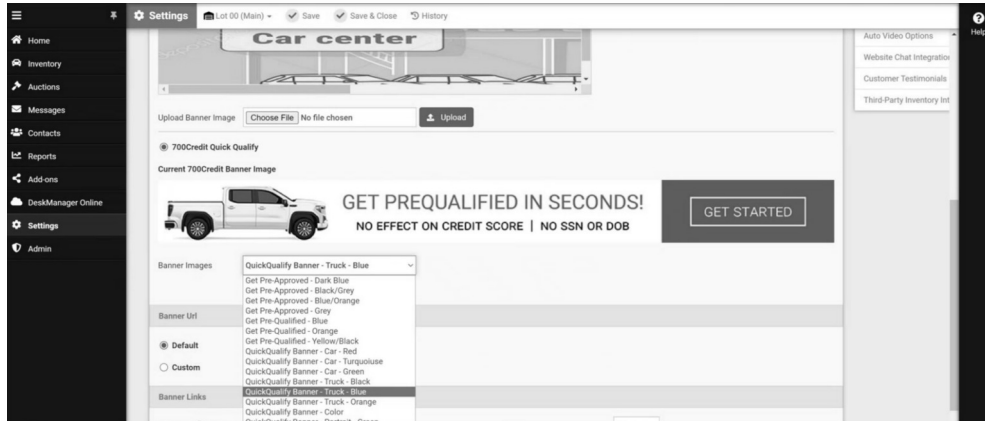 Settings Lot 00 (Main) Save Save & Close History
Help
Home
Inventory
Auctions
Messages
Contacts
Reports
Add-ons
DeskManager Online
Settings
Admin
Car center
Upload Banner Image Choose File No file chosen Upload
700Credit Quick Qualify
Current 700Credit Banner Image
GET PREQUALIFIED IN SECONDS!
NO EFFECT ON CREDIT SCORE | NO SSN OR DOB
GET STARTED
Banner Images QuickQualify Banner - Truck - Blue
Get Pre-Approved - Dark Blue
Get Pre-Approved - Black/Grey
Get Pre-Approved - Blue/Orange
Get Pre-Approved - Grey
Get Pre-Qualified - Blue
Get Pre-Qualified - Orange
Get Pre-Qualified - Yellow/Black
QuickQualify Banner - Car - Red
QuickQualify Banner - Car - Turquoiuse
QuickQualify Banner - Car - Green
QuickQualify Banner - Truck - Black
QuickQualify Banner - Truck - Blue
QuickQualify Banner - Truck - Orange
QuickQualify Banner - Color
Banner Url
Default
Custom
Banner Links
Auto Video Options
Website Chat Integration
Customer Testimonials
Third-Party Inventory Int